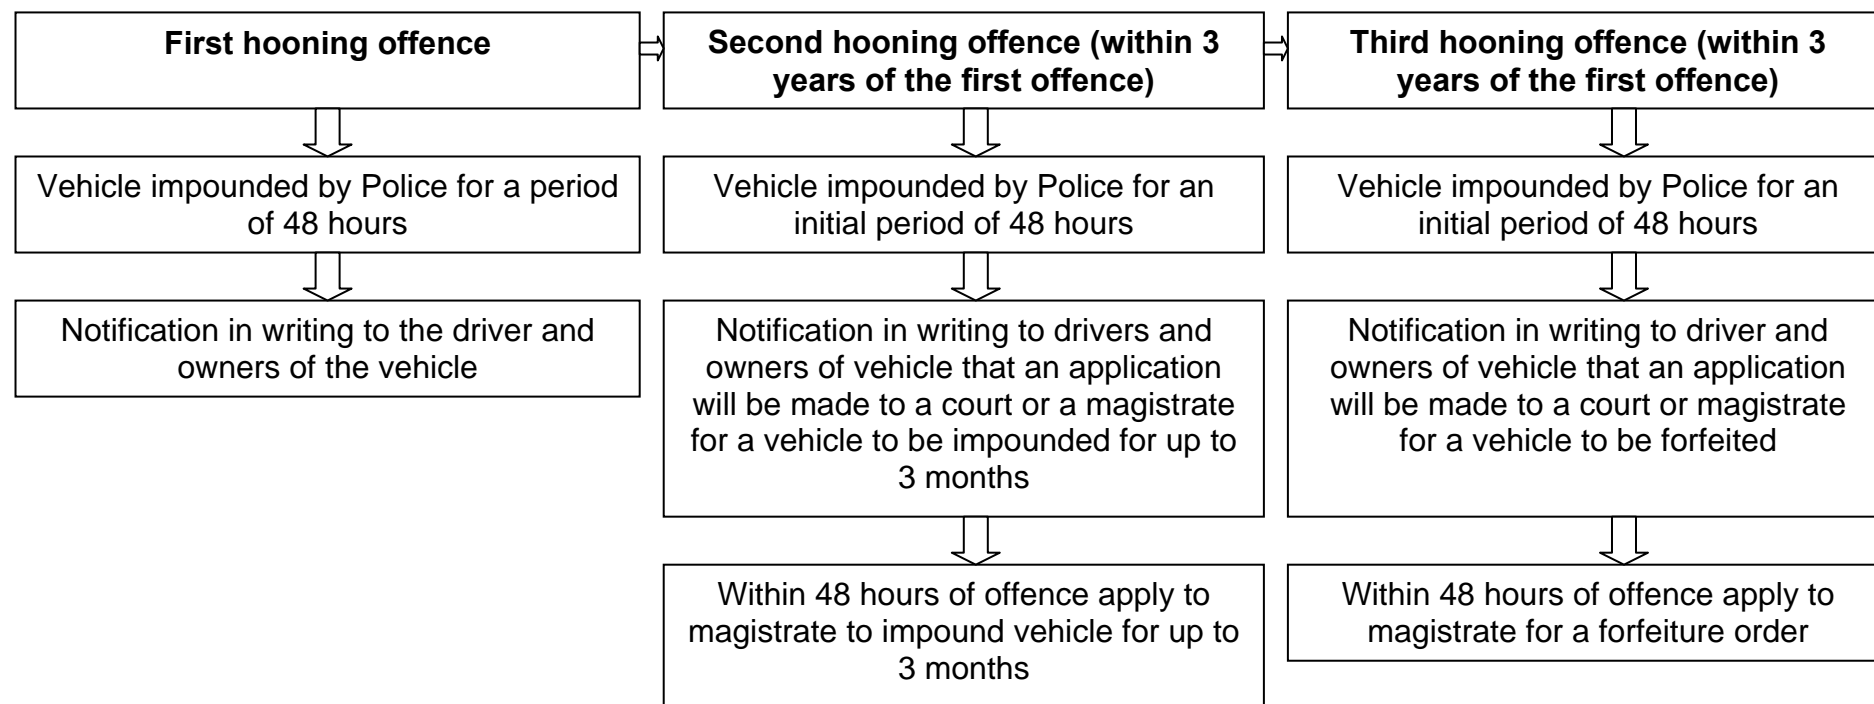 First hooning offence
Second hooning offence (within 3
years of the first offence)
Third hooning offence (within 3
years of the first offence)
Vehicle impounded by Police for a period
of 48 hours
Vehicle impounded by Police for an
initial period of 48 hours
Vehicle impounded by Police for an
initial period of 48 hours
Notification in writing to the driver and
owners of the vehicle
Notification in writing to drivers and
owners of vehicle that an application
will be made to a court or a magistrate
for a vehicle to be impounded for up to
3 months
Notification in writing to driver and
owners of vehicle that an application
will be made to a court or magistrate
for a vehicle to be forfeited
Within 48 hours of offence apply to
magistrate to impound vehicle for up to
3 months
Within 48 hours of offence apply to
magistrate for a forfeiture order